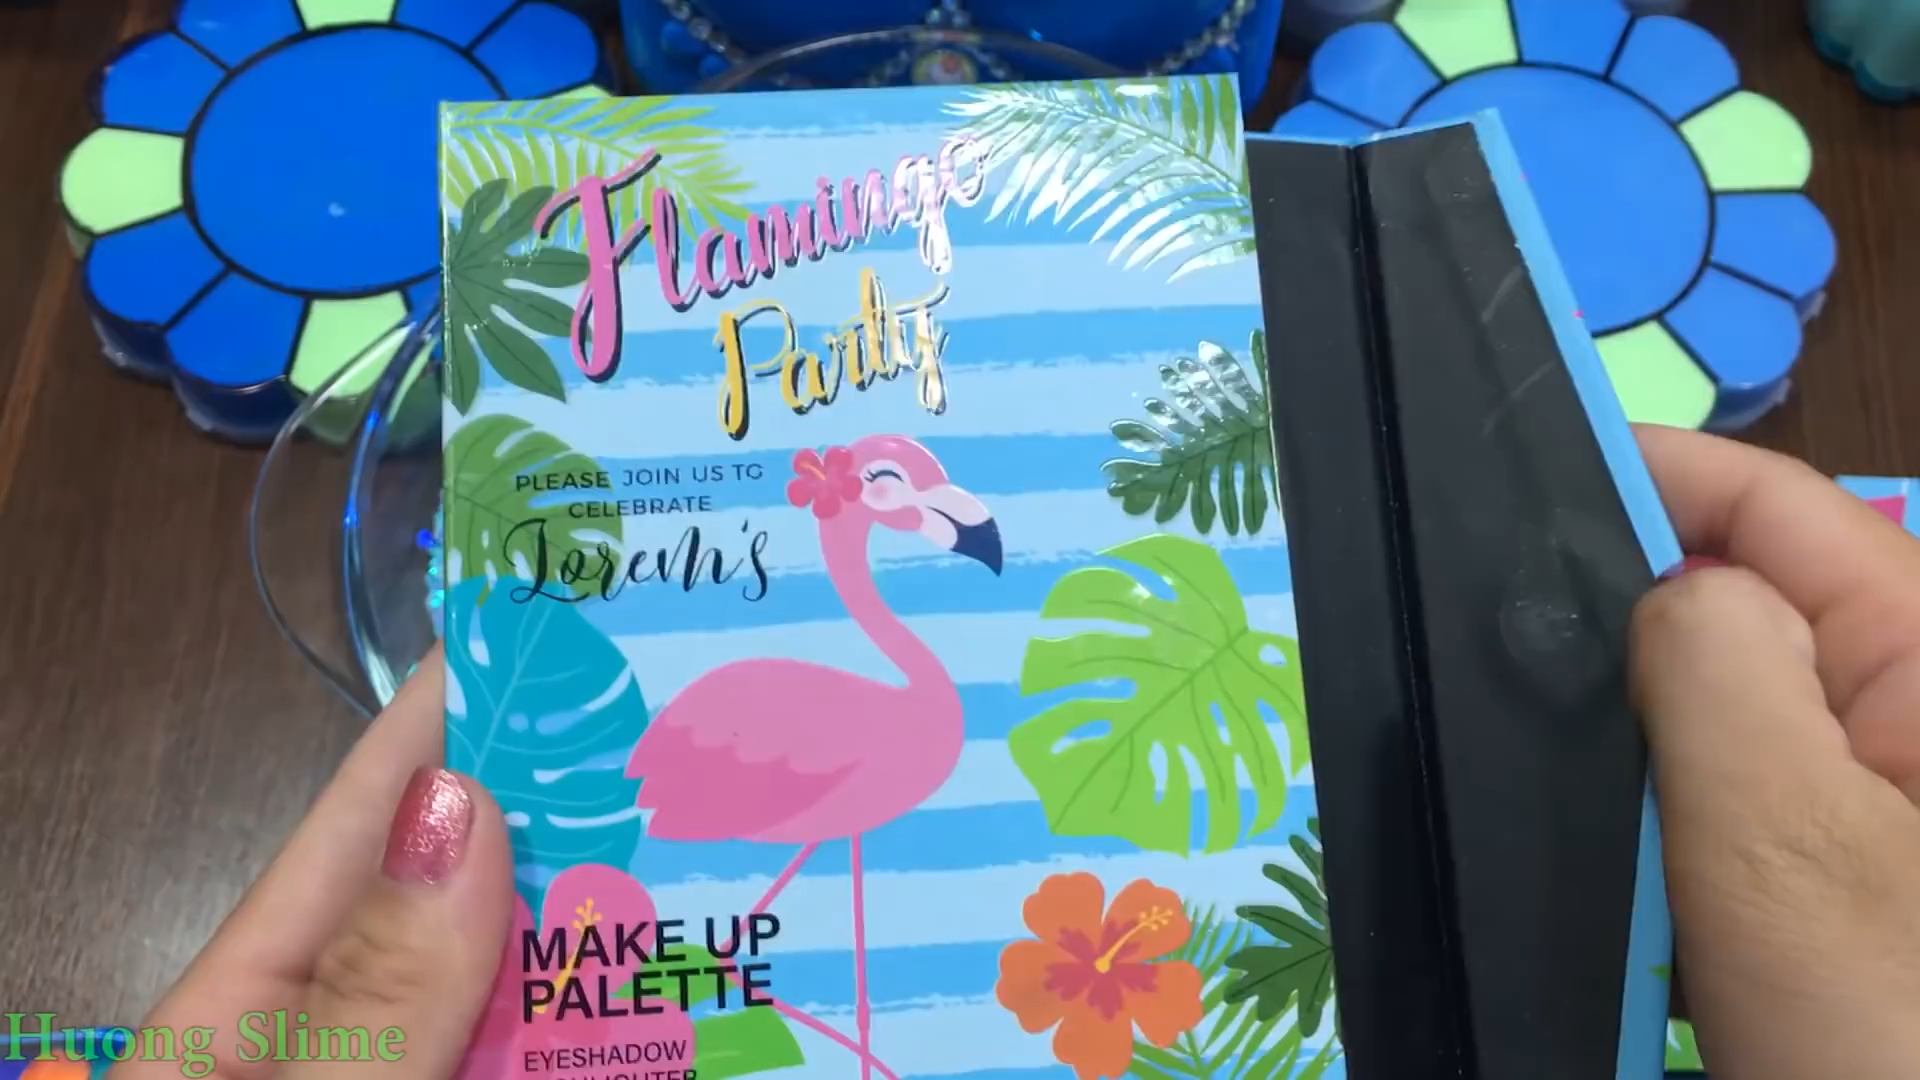 Flamingo
Party
PLEASE JOIN US TO
CELEBRATE
Lorem's
MAKE UP
PALETTE
EYESHADOW
Huong Slime